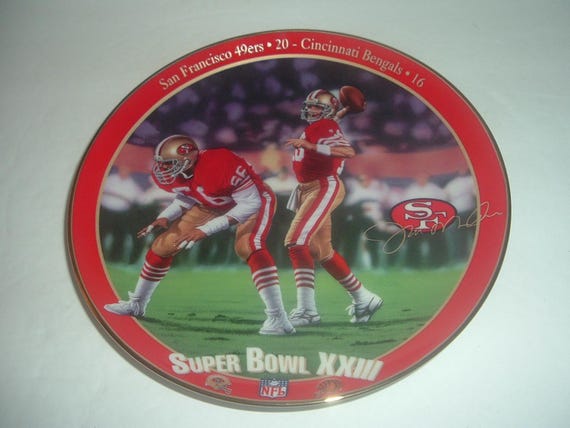 San Francisco 49ers • 20 - Cincinnati Bengals • 16
SF
SUPER BOWL XXIII
NFL